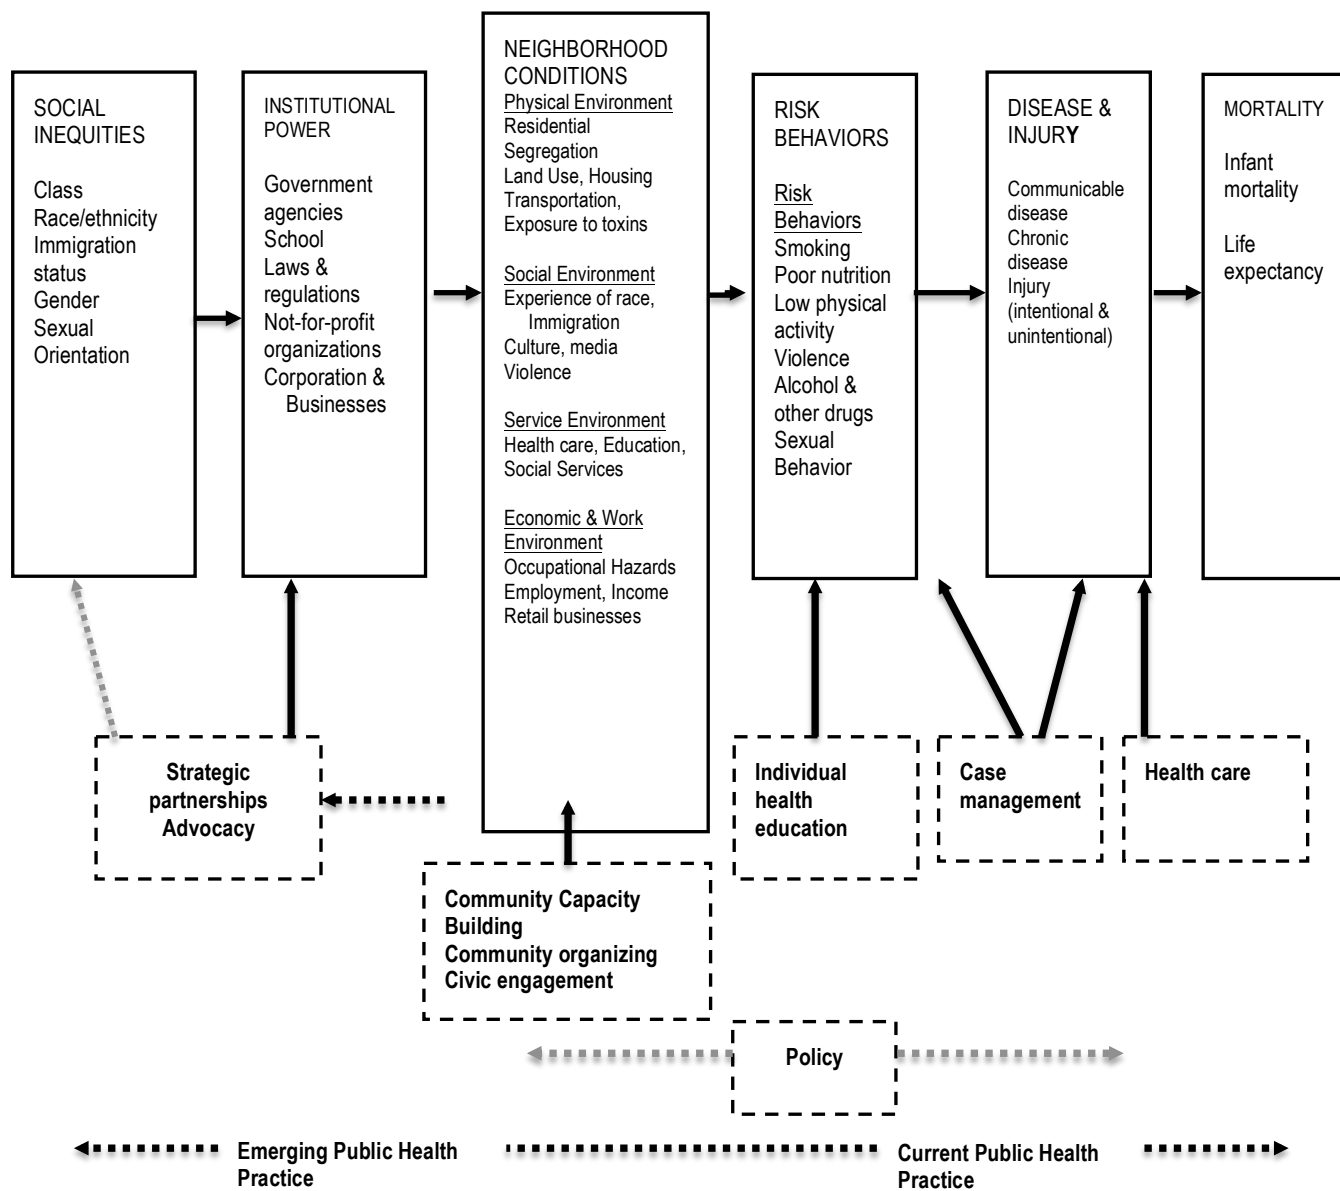 SOCIAL
INEQUITIES
Class
Race/ethnicity
Immigration
status
Gender
Sexual
Orientation
INSTITUTIONAL
POWER
Government
agencies
School
Laws &
regulations
Not-for-profit
organizations
Corporation &
Businesses
NEIGHBORHOOD
CONDITIONS
Physical Environment
Residential
Segregation
Land Use, Housing
Transportation,
Exposure to toxins
Social Environment
Experience of race,
Immigration
Culture, media
Violence
Service Environment
Health care, Education,
Social Services
Economic & Work
Environment
Occupational Hazards
Employment, Income
Retail businesses
RISK
BEHAVIORS
Risk
Behaviors
Smoking
Poor nutrition
Low physical
activity
Violence
Alcohol &
other drugs
Sexual
Behavior
DISEASE &
INJURY
Communicable
disease
Chronic
disease
Injury
(intentional &
unintentional)
MORTALITY
Infant
mortality
Life
expectancy
Strategic
partnerships
Advocacy
Community Capacity
Building
Community organizing
Civic engagement
Individual
health
education
Case
management
Health care
Policy
Emerging Public Health
Practice
Current Public Health
Practice